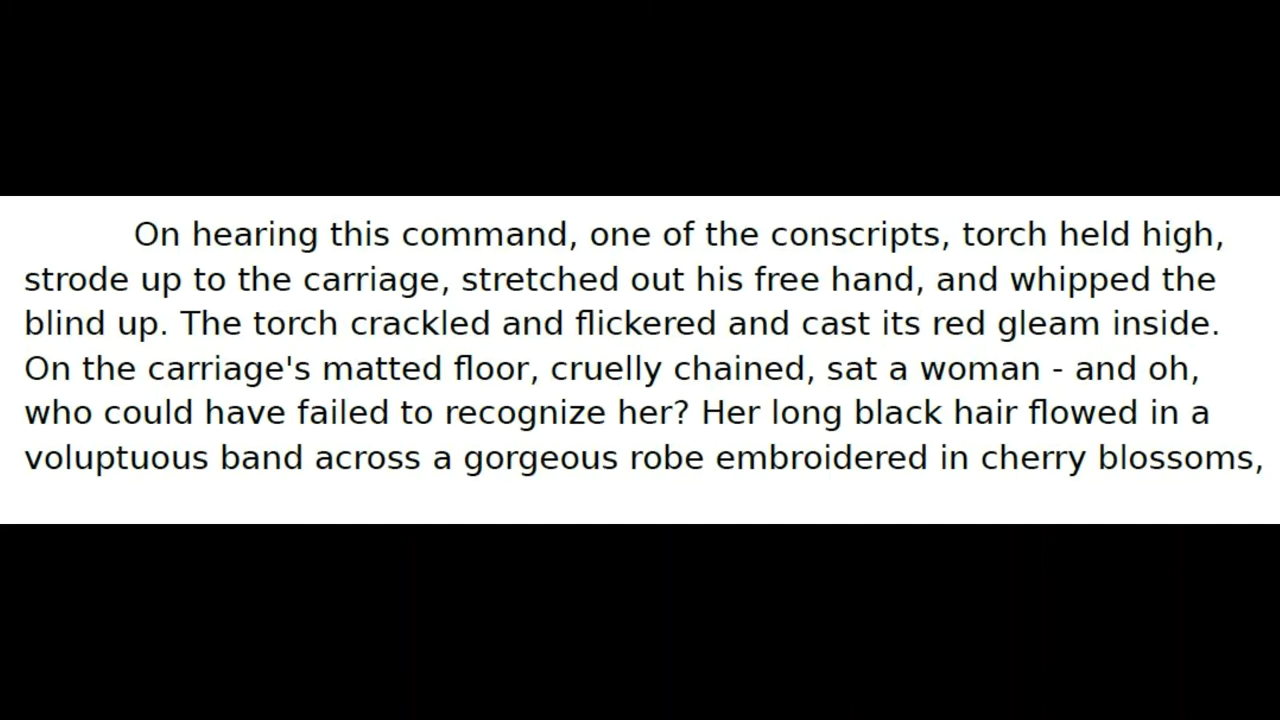 On hearing this command, one of the conscripts, torch held high,
strode up to the carriage, stretched out his free hand, and whipped the
blind up. The torch crackled and flickered and cast its red gleam inside.
On the carriage's matted floor, cruelly chained, sat a woman - and oh,
who could have failed to recognize her? Her long black hair flowed in a
voluptuous band across a gorgeous robe embroidered in cherry blossoms,